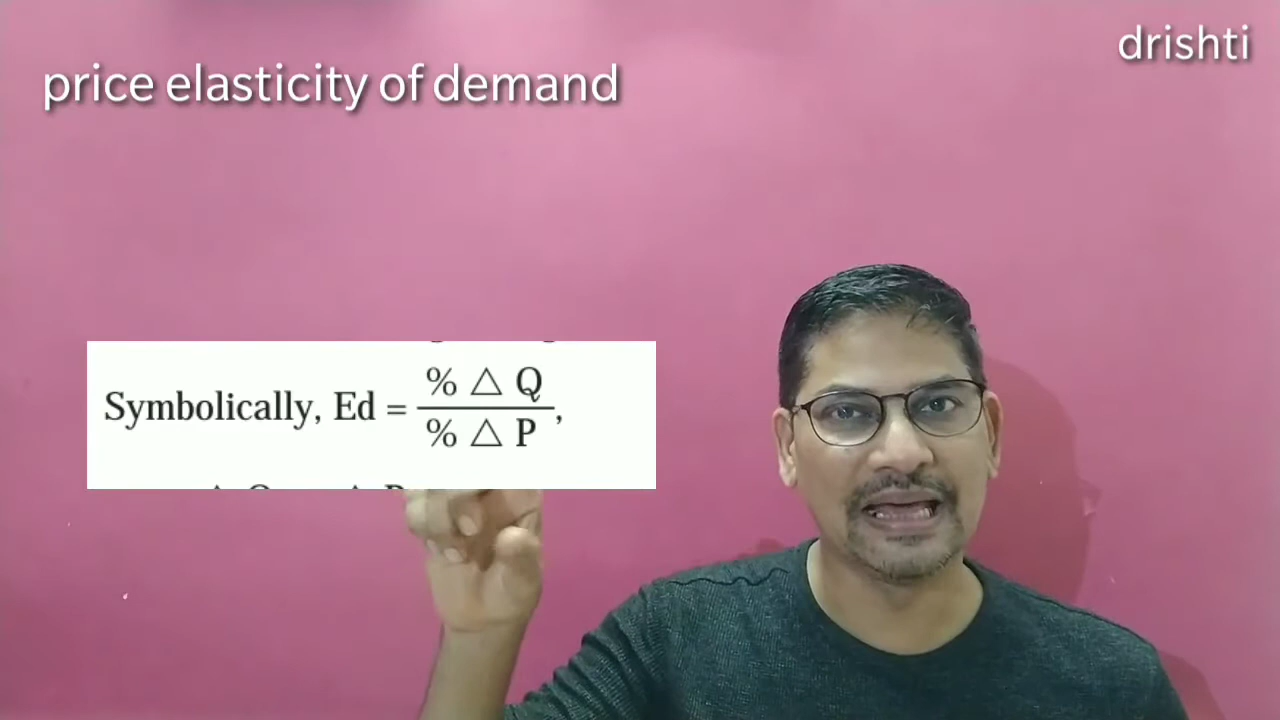 drishti
price elasticity of demand
Symbolically, Ed = % △ Q / % △ P ,